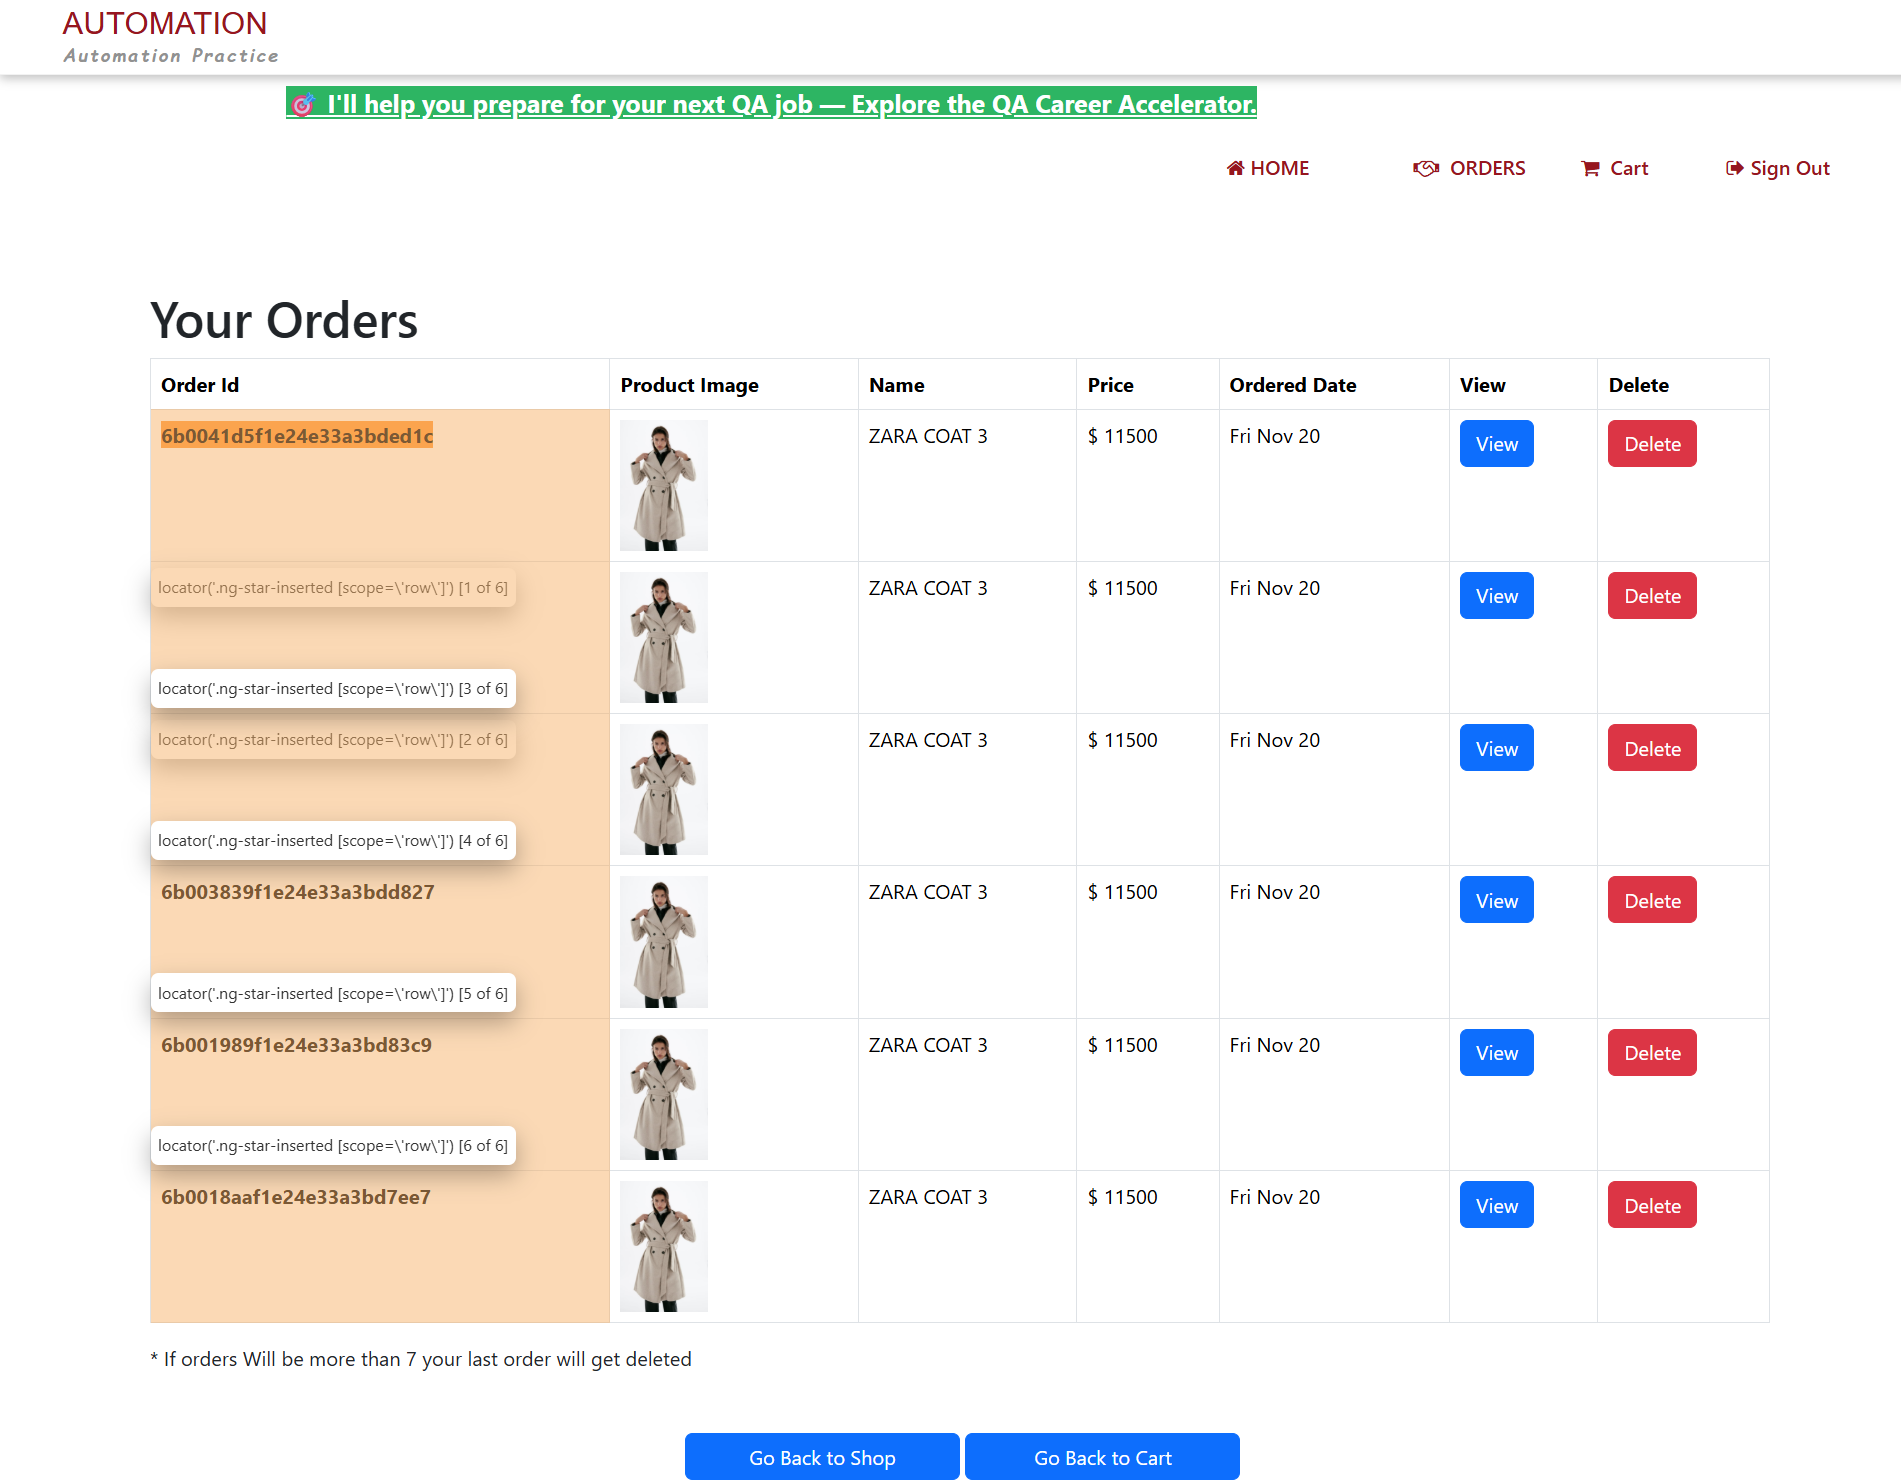 AUTOMATION
Automation Practice
I'll help you prepare for your next QA job — Explore the QA Career Accelerator.
HOME ORDERS Cart Sign Out
Your Orders
Order Id Product Image Name Price Ordered Date View Delete
6b0041d5f1e24e33a3bded1c ZARA COAT 3 $ 11500 Fri Nov 20 View Delete
locator('.ng-star-inserted [scope=\'row\']') [1 of 6] ZARA COAT 3 $ 11500 Fri Nov 20 View Delete
locator('.ng-star-inserted [scope=\'row\']') [3 of 6]
locator('.ng-star-inserted [scope=\'row\']') [2 of 6] ZARA COAT 3 $ 11500 Fri Nov 20 View Delete
locator('.ng-star-inserted [scope=\'row\']') [4 of 6]
6b003839f1e24e33a3bdd827 ZARA COAT 3 $ 11500 Fri Nov 20 View Delete
locator('.ng-star-inserted [scope=\'row\']') [5 of 6]
6b001989f1e24e33a3bd83c9 ZARA COAT 3 $ 11500 Fri Nov 20 View Delete
locator('.ng-star-inserted [scope=\'row\']') [6 of 6]
6b0018aaf1e24e33a3bd7ee7 ZARA COAT 3 $ 11500 Fri Nov 20 View Delete
* If orders Will be more than 7 your last order will get deleted
Go Back to Shop Go Back to Cart